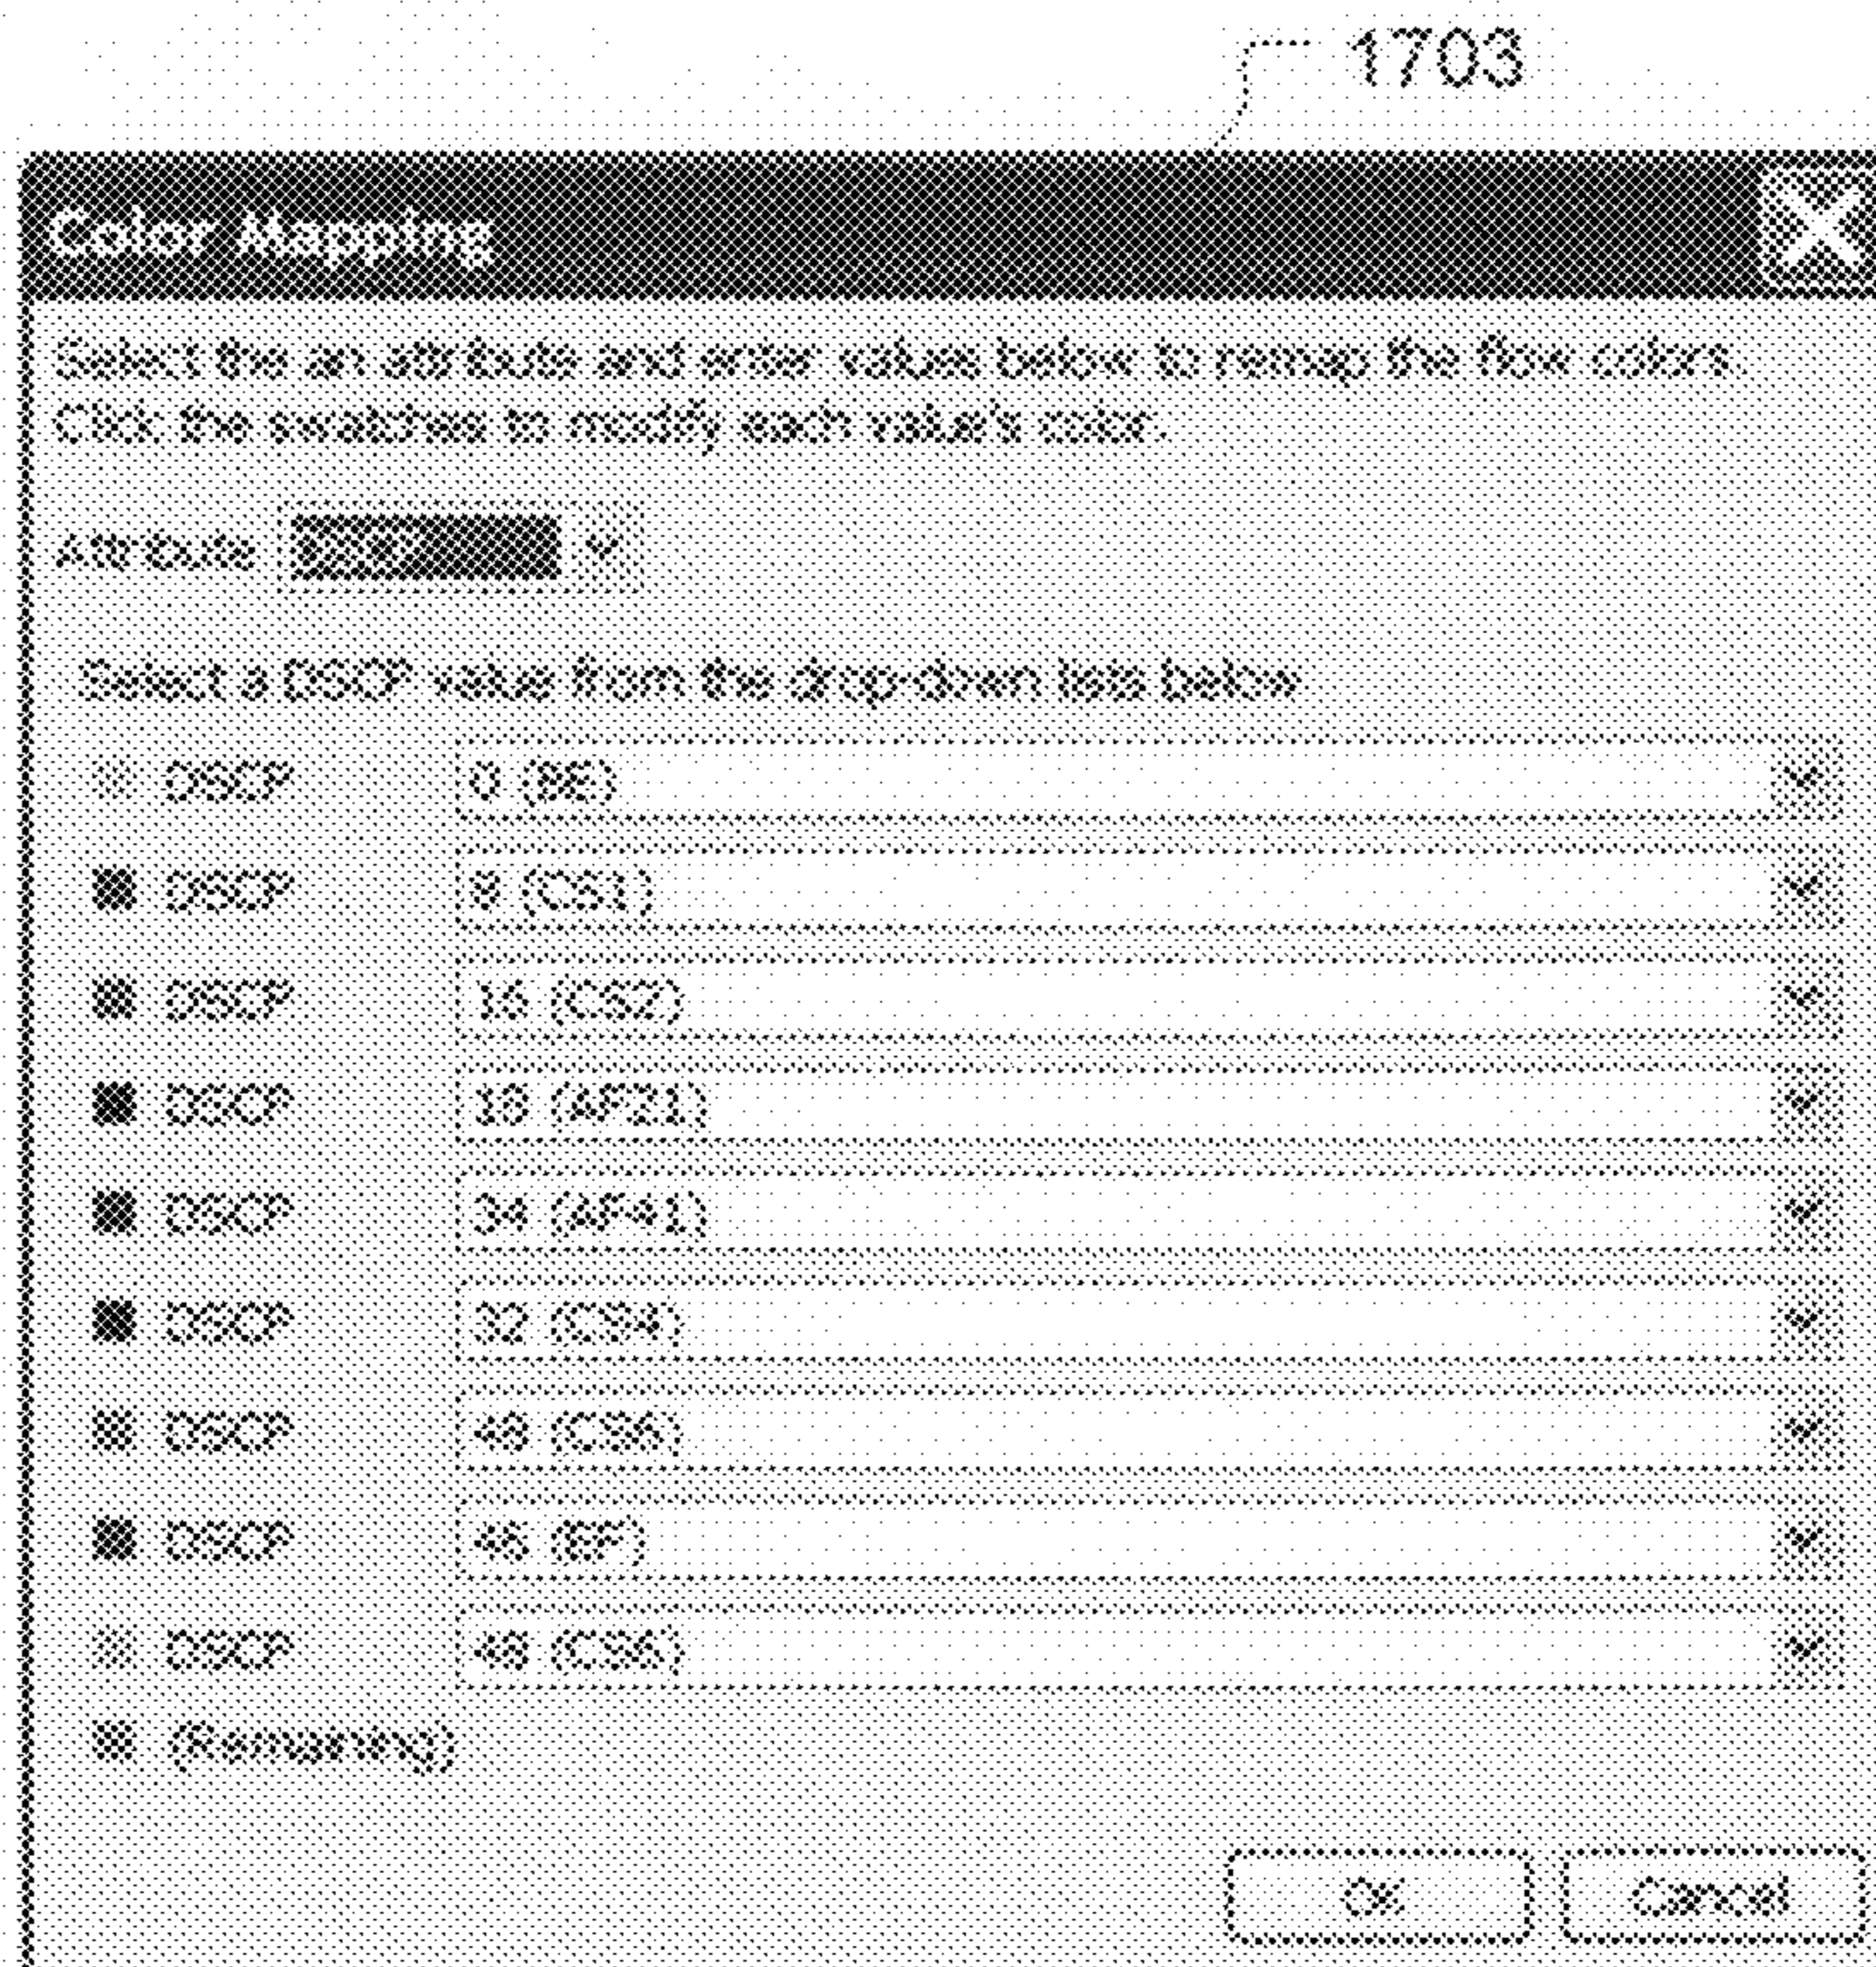 1703
Color Mapping
Select the an attribute and enter values below to remap the flow colors.
Click the swatches to modify each value's color.
Attribute DSCP
Select a DSCP value from the drop-down lists below
DSCP 0 (BE)
DSCP 8 (CS1)
DSCP 16 (CS2)
DSCP 18 (AF21)
DSCP 34 (AF41)
DSCP 32 (CS4)
DSCP 48 (CS6)
DSCP 46 (EF)
DSCP 48 (CS6)
(Remaining)
OK Cancel